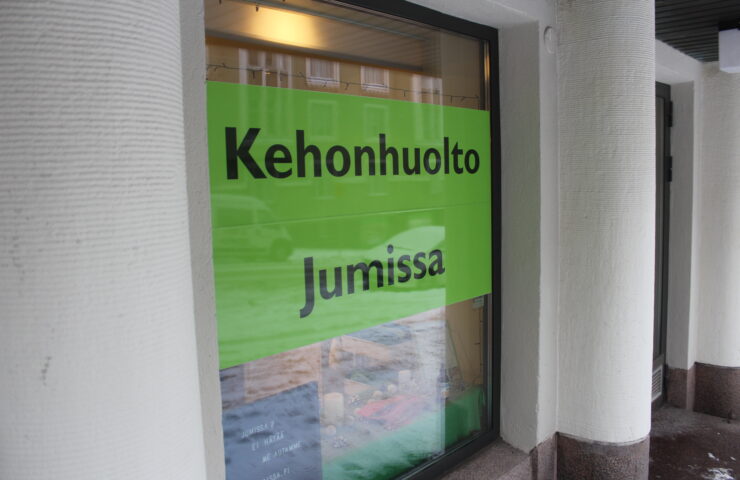 Kehonhuolto
Jumissa
JUMISSA?
EI HÄTÄÄ
ME AUTAMME